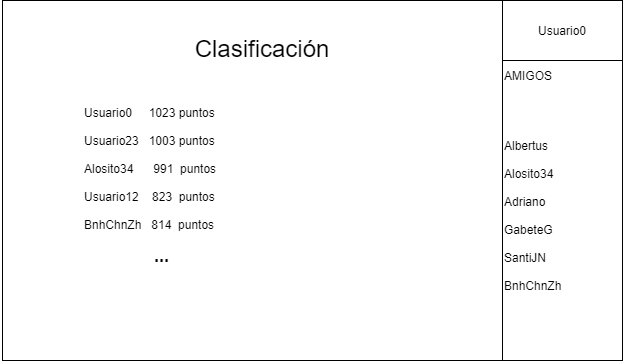 Clasificación
Usuario0 1023 puntos
Usuario23 1003 puntos
Alosito34 991 puntos
Usuario12 823 puntos
BnhChnZh 814 puntos
...
Usuario0
AMIGOS
Albertus
Alosito34
Adriano
GabeteG
SantiJN
BnhChnZh